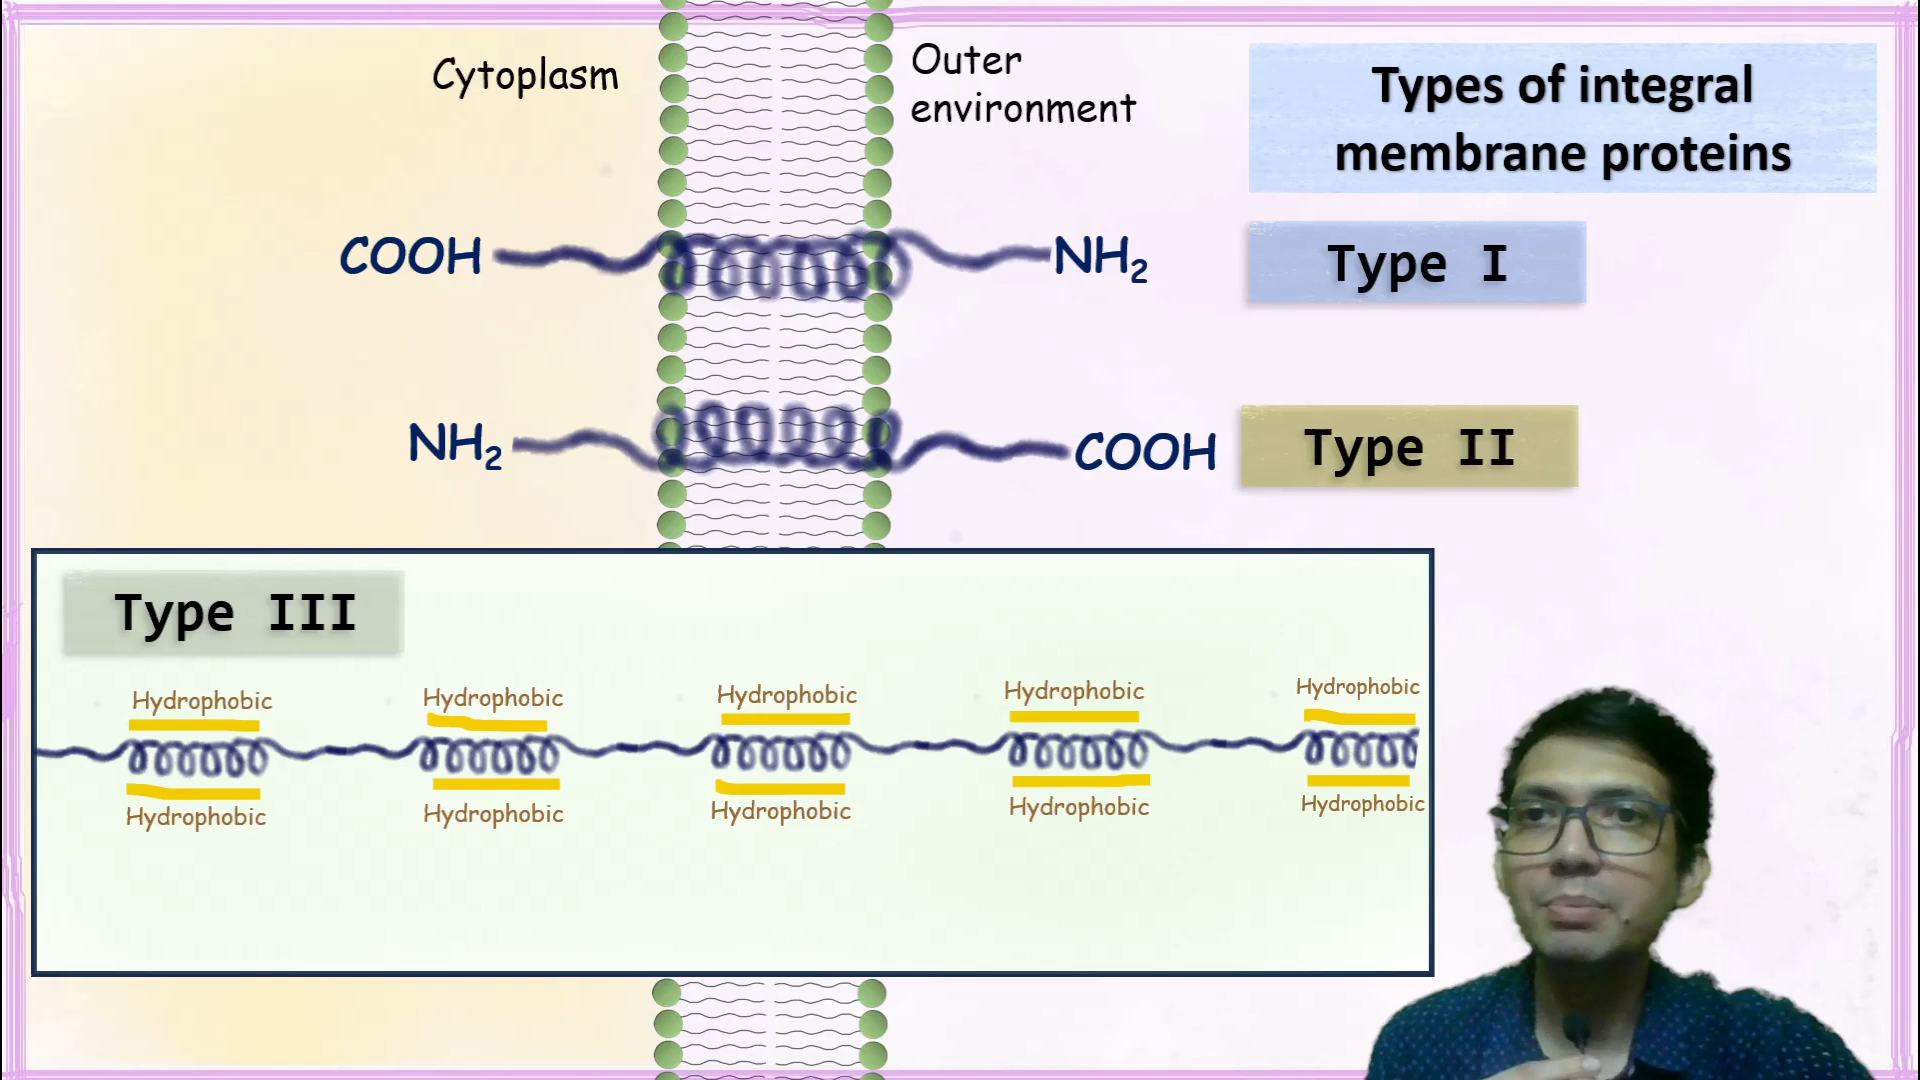 Cytoplasm
Outer
environment
Types of integral
membrane proteins
COOH
NH₂
Type I
NH₂
COOH
Type II
Type III
Hydrophobic
Hydrophobic
Hydrophobic
Hydrophobic
Hydrophobic
Hydrophobic
Hydrophobic
Hydrophobic
Hydrophobic
Hydrophobic